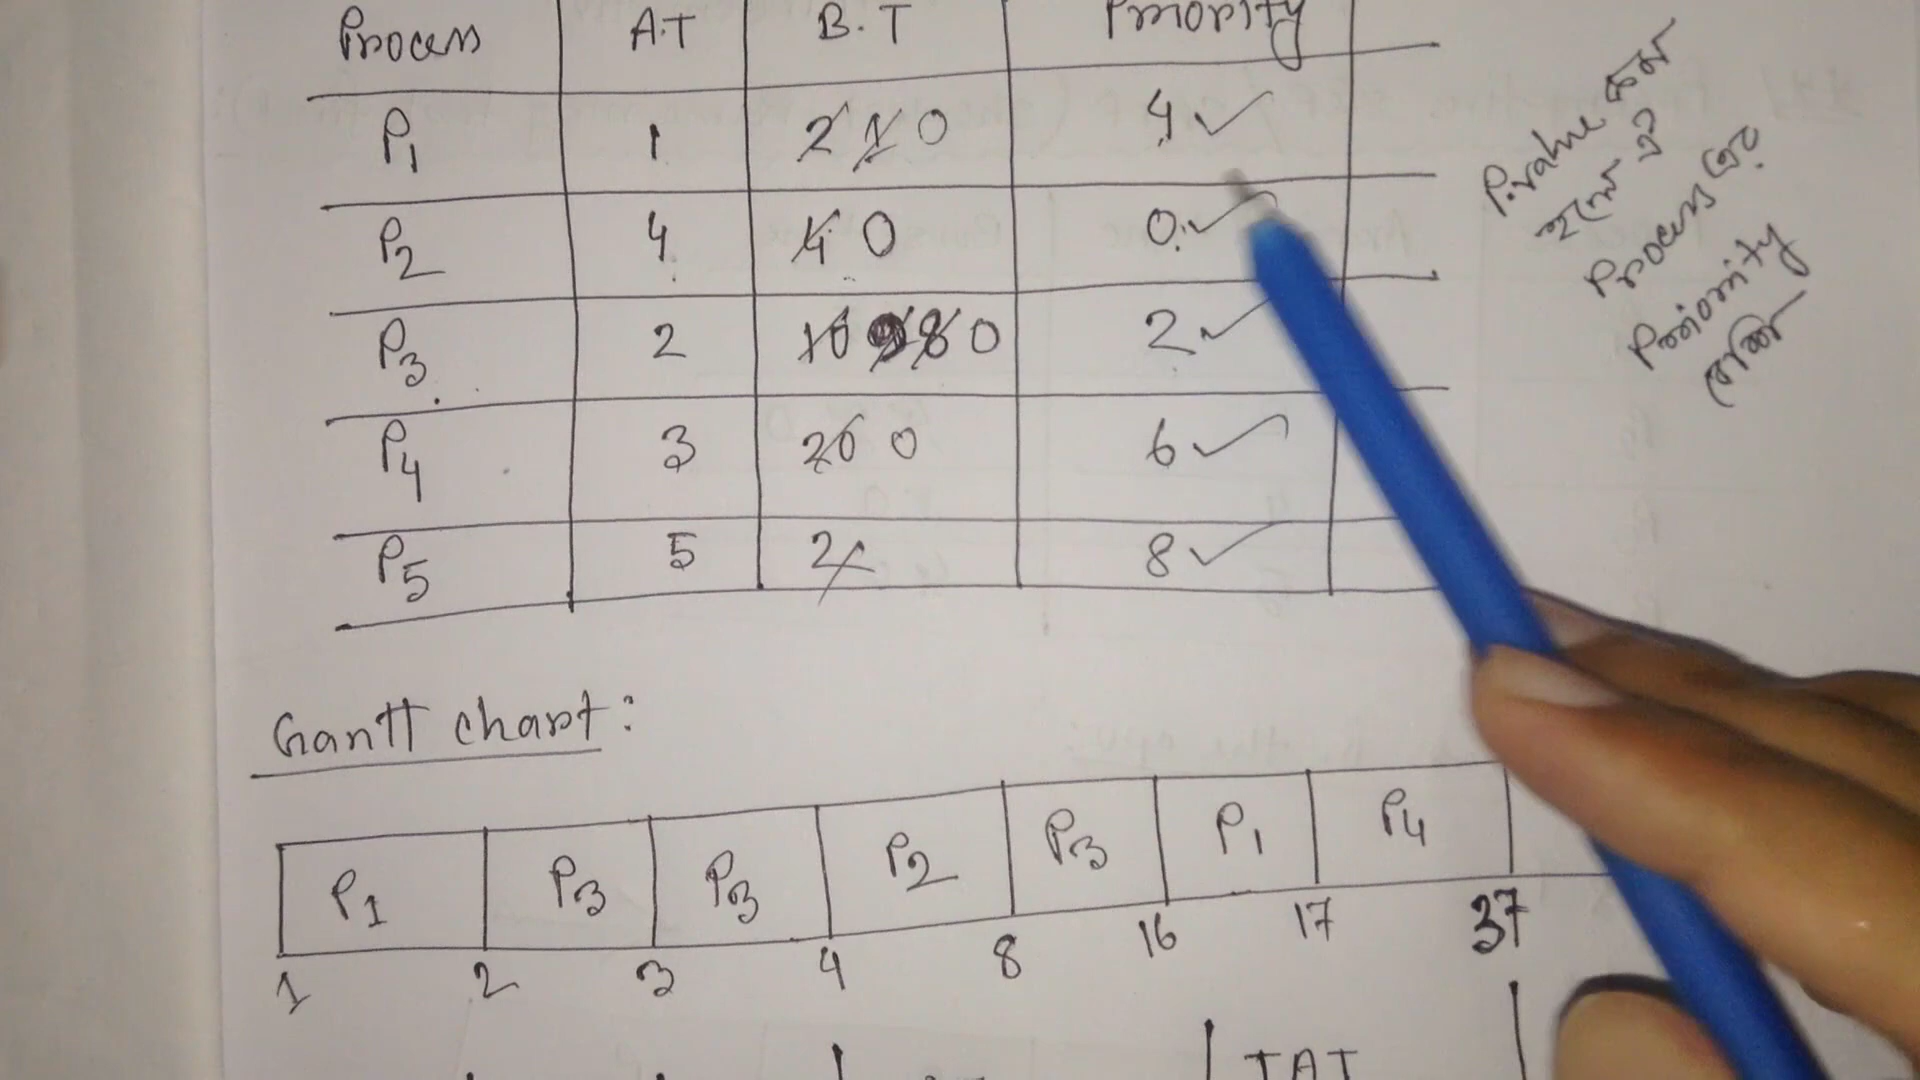 Process A.T B.T Priority
P1 1 2 1 0 4
P2 4 4 0 0
P3 2 10 9 8 0 2
P4 3 20 0 6
P5 5 2 8
P.value কম
হলে ঐ
Process এর
Priority
বেশি
Gantt chart:
P1 P3 P3 P2 P3 P1 P4
1 2 3 4 8 16 17 37
TAT